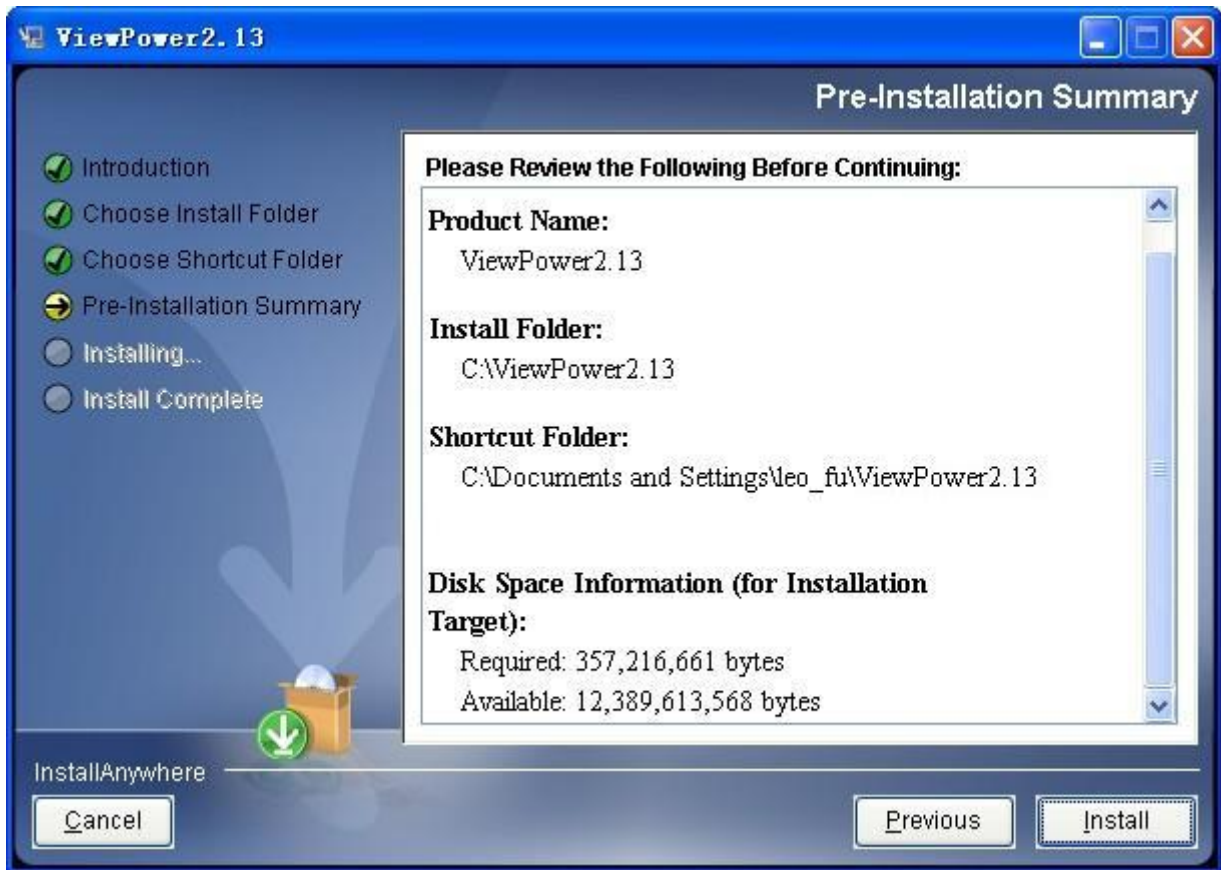 ViewPower2.13
Pre-Installation Summary
Introduction
Choose Install Folder
Choose Shortcut Folder
Pre-Installation Summary
Installing...
Install Complete
Please Review the Following Before Continuing:
Product Name:
ViewPower2.13
Install Folder:
C:\ViewPower2.13
Shortcut Folder:
C:\Documents and Settings\leo_fu\ViewPower2.13
Disk Space Information (for Installation
Target):
Required: 357,216,661 bytes
Available: 12,389,613,568 bytes
InstallAnywhere
Cancel
Previous
Install